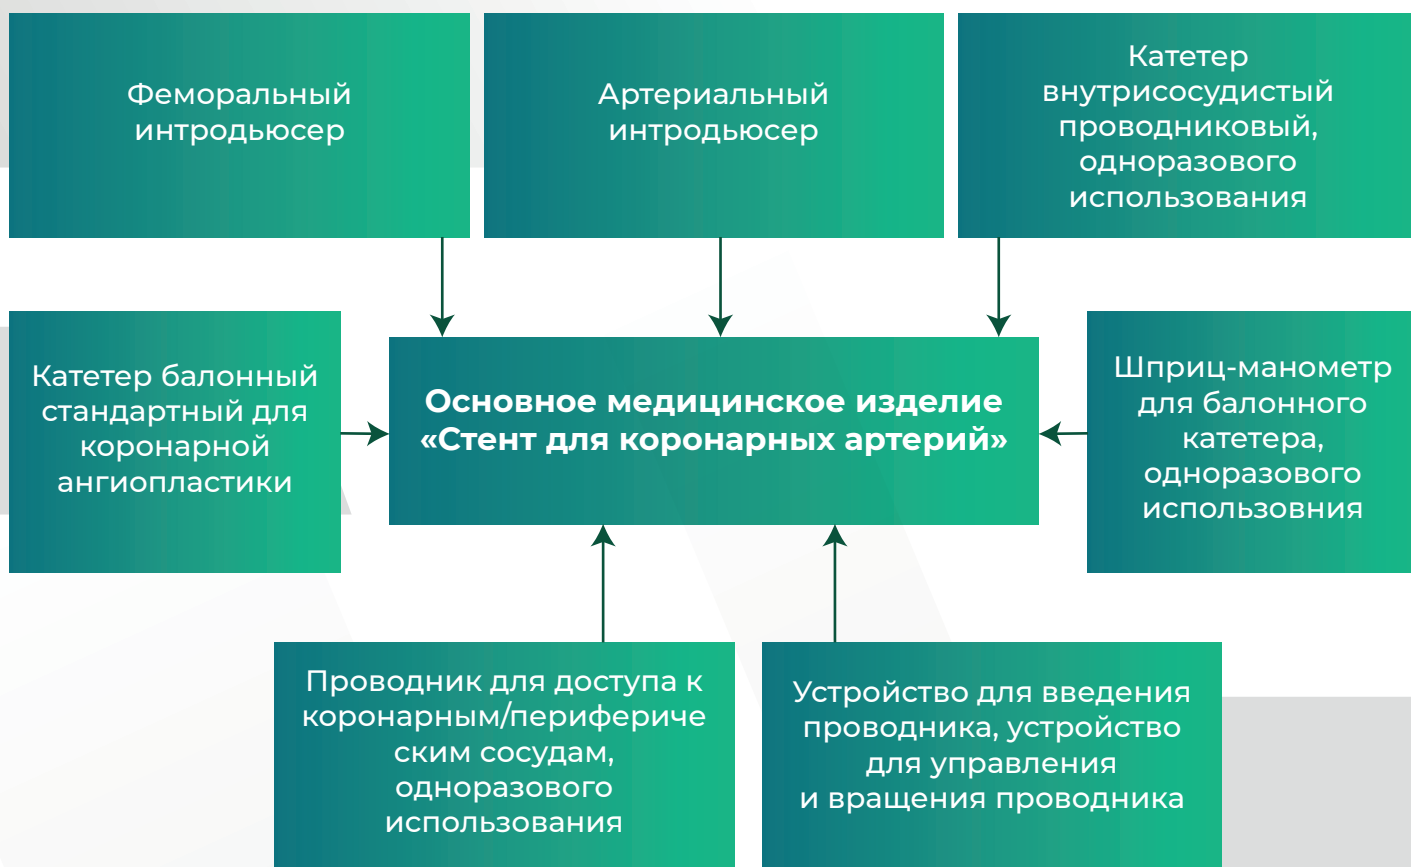 Феморальный
интродьюсер
Артериальный
интродьюсер
Катетер
внутрисосудистый
проводниковый,
одноразового
использования
Катетер балонный
стандартный для
коронарной
ангиопластики
Основное медицинское изделие
«Стент для коронарных артерий»
Шприц-манометр
для балонного
катетера,
одноразового
использовния
Проводник для доступа к
коронарным/перифериче
ским сосудам,
одноразового
использования
Устройство для введения
проводника, устройство
для управления
и вращения проводника